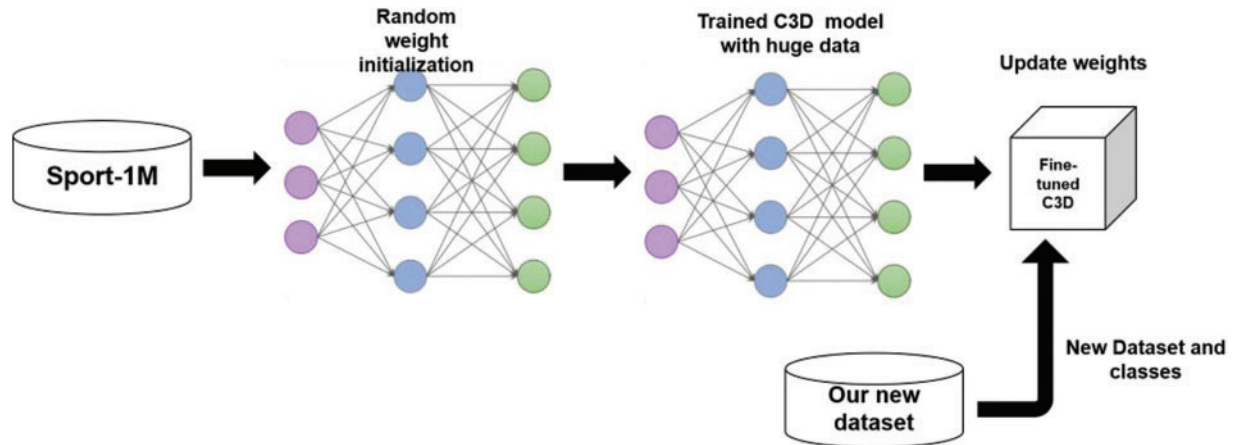 Random
weight
initialization
Trained C3D model
with huge data
Update weights
Sport-1M
Fine-
tuned
C3D
New Dataset and
classes
Our new
dataset